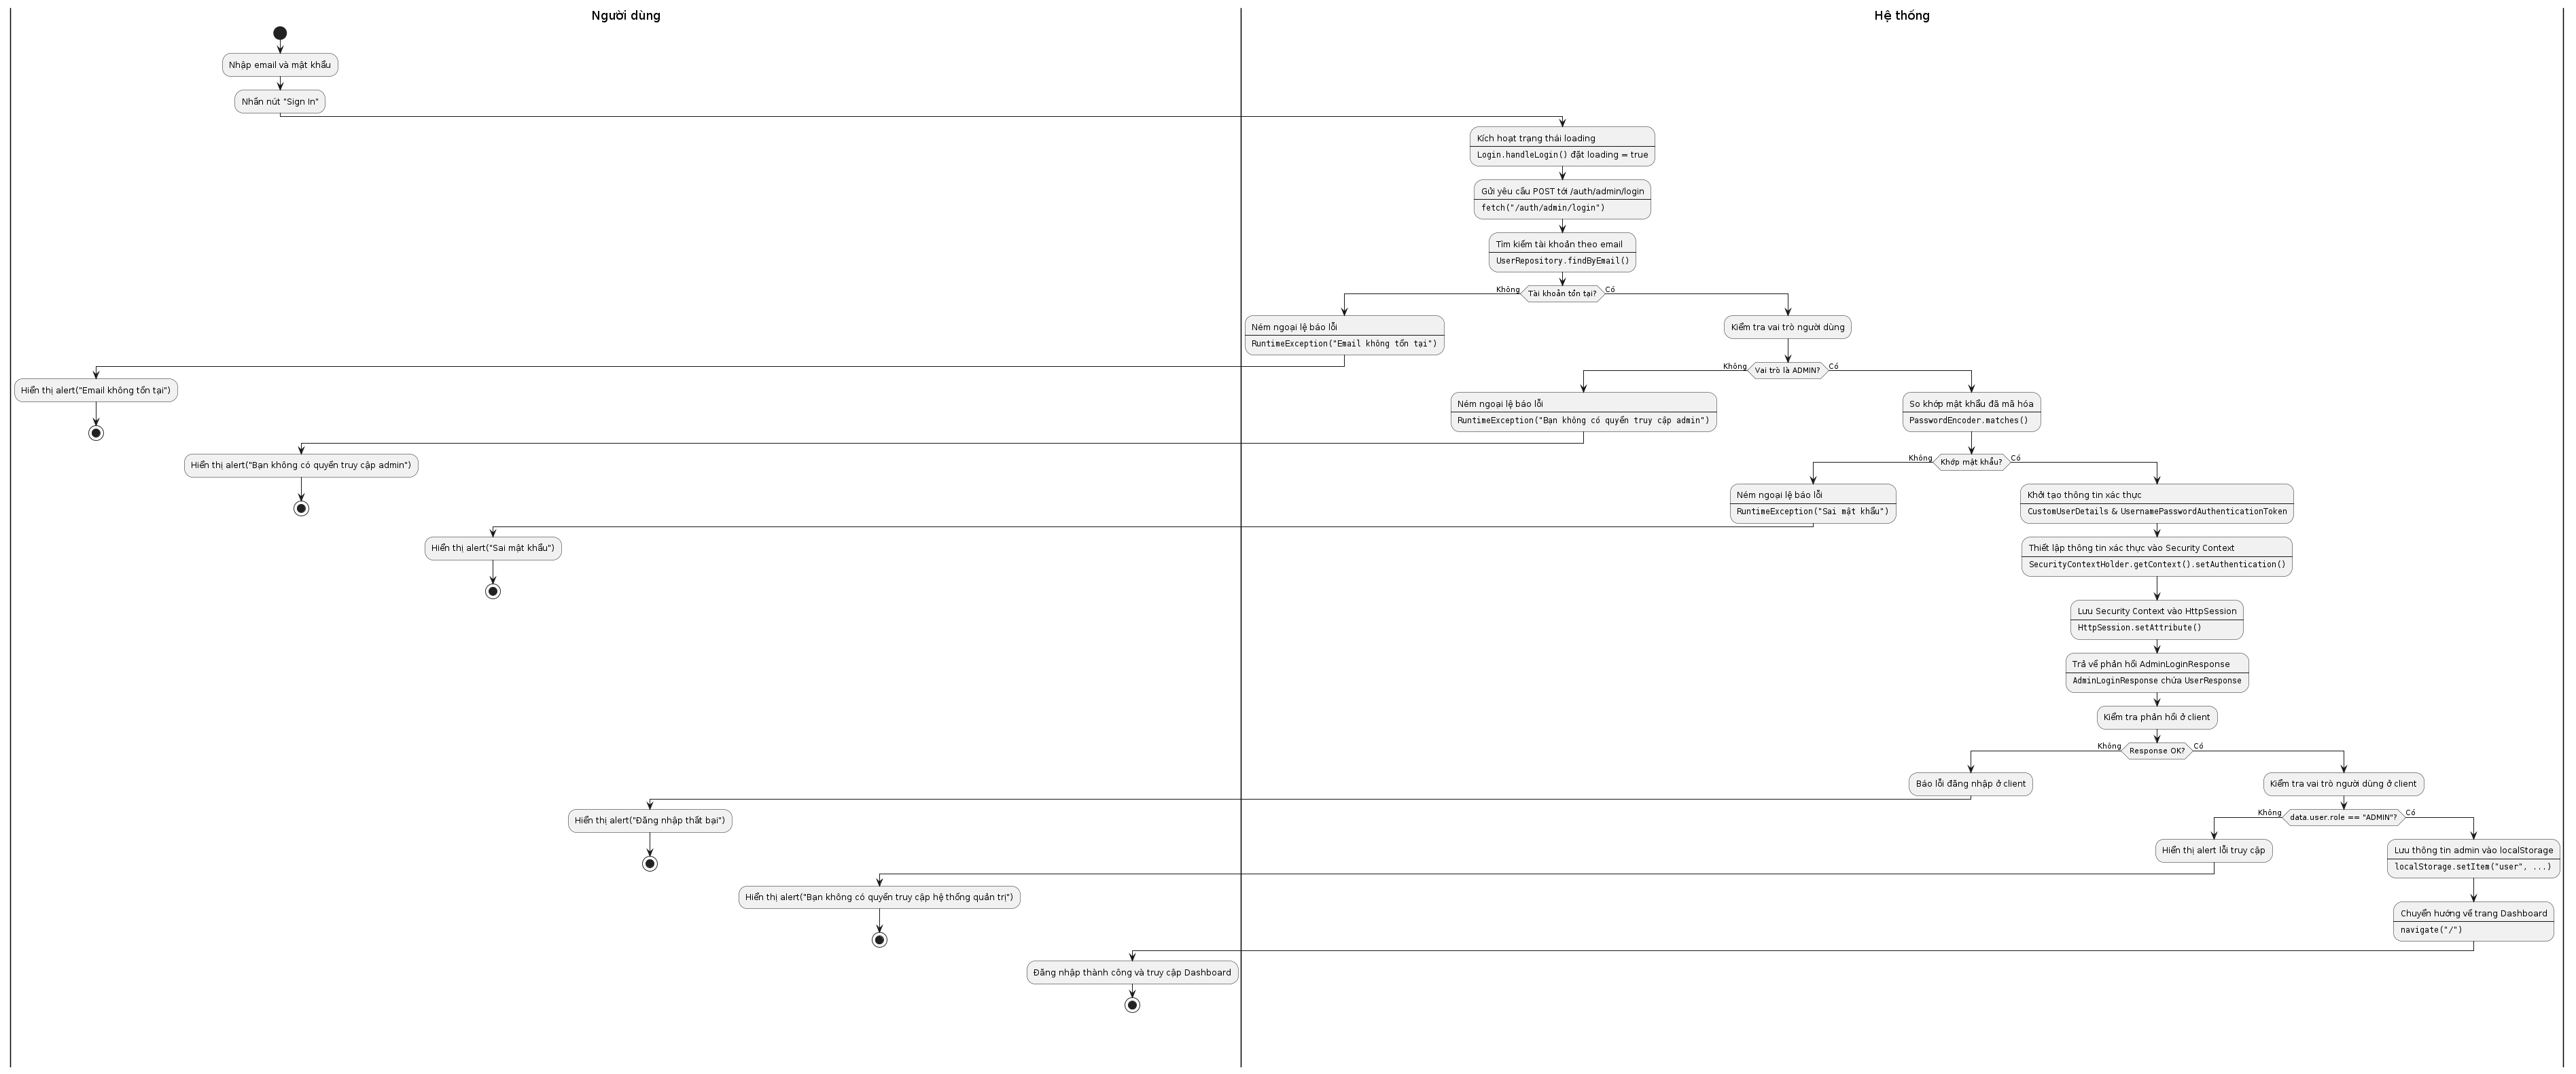 Người dùng
Hệ thống
Nhập email và mật khẩu
Nhấn nút "Sign In"
Kích hoạt trạng thái loading
Login.handleLogin() đặt loading = true
Gửi yêu cầu POST tới /auth/admin/login
fetch("/auth/admin/login")
Tìm kiếm tài khoản theo email
UserRepository.findByEmail()
Không
Tài khoản tồn tại?
Có
Ném ngoại lệ báo lỗi
RuntimeException("Email không tồn tại")
Kiểm tra vai trò người dùng
Hiển thị alert("Email không tồn tại")
Không
Vai trò là ADMIN?
Có
Ném ngoại lệ báo lỗi
RuntimeException("Bạn không có quyền truy cập admin")
So khớp mật khẩu đã mã hóa
PasswordEncoder.matches()
Hiển thị alert("Bạn không có quyền truy cập admin")
Không
Khớp mật khẩu?
Có
Ném ngoại lệ báo lỗi
RuntimeException("Sai mật khẩu")
Khởi tạo thông tin xác thực
CustomUserDetails & UsernamePasswordAuthenticationToken
Hiển thị alert("Sai mật khẩu")
Thiết lập thông tin xác thực vào Security Context
SecurityContextHolder.getContext().setAuthentication()
Lưu Security Context vào HttpSession
HttpSession.setAttribute()
Trả về phản hồi AdminLoginResponse
AdminLoginResponse chứa UserResponse
Kiểm tra phản hồi ở client
Không
Response OK?
Có
Báo lỗi đăng nhập ở client
Kiểm tra vai trò người dùng ở client
Hiển thị alert("Đăng nhập thất bại")
Không
data.user.role == "ADMIN"?
Có
Hiển thị alert lỗi truy cập
Lưu thông tin admin vào localStorage
localStorage.setItem("user", ...)
Hiển thị alert("Bạn không có quyền truy cập hệ thống quản trị")
Chuyển hướng về trang Dashboard
navigate("/")
Đăng nhập thành công và truy cập Dashboard